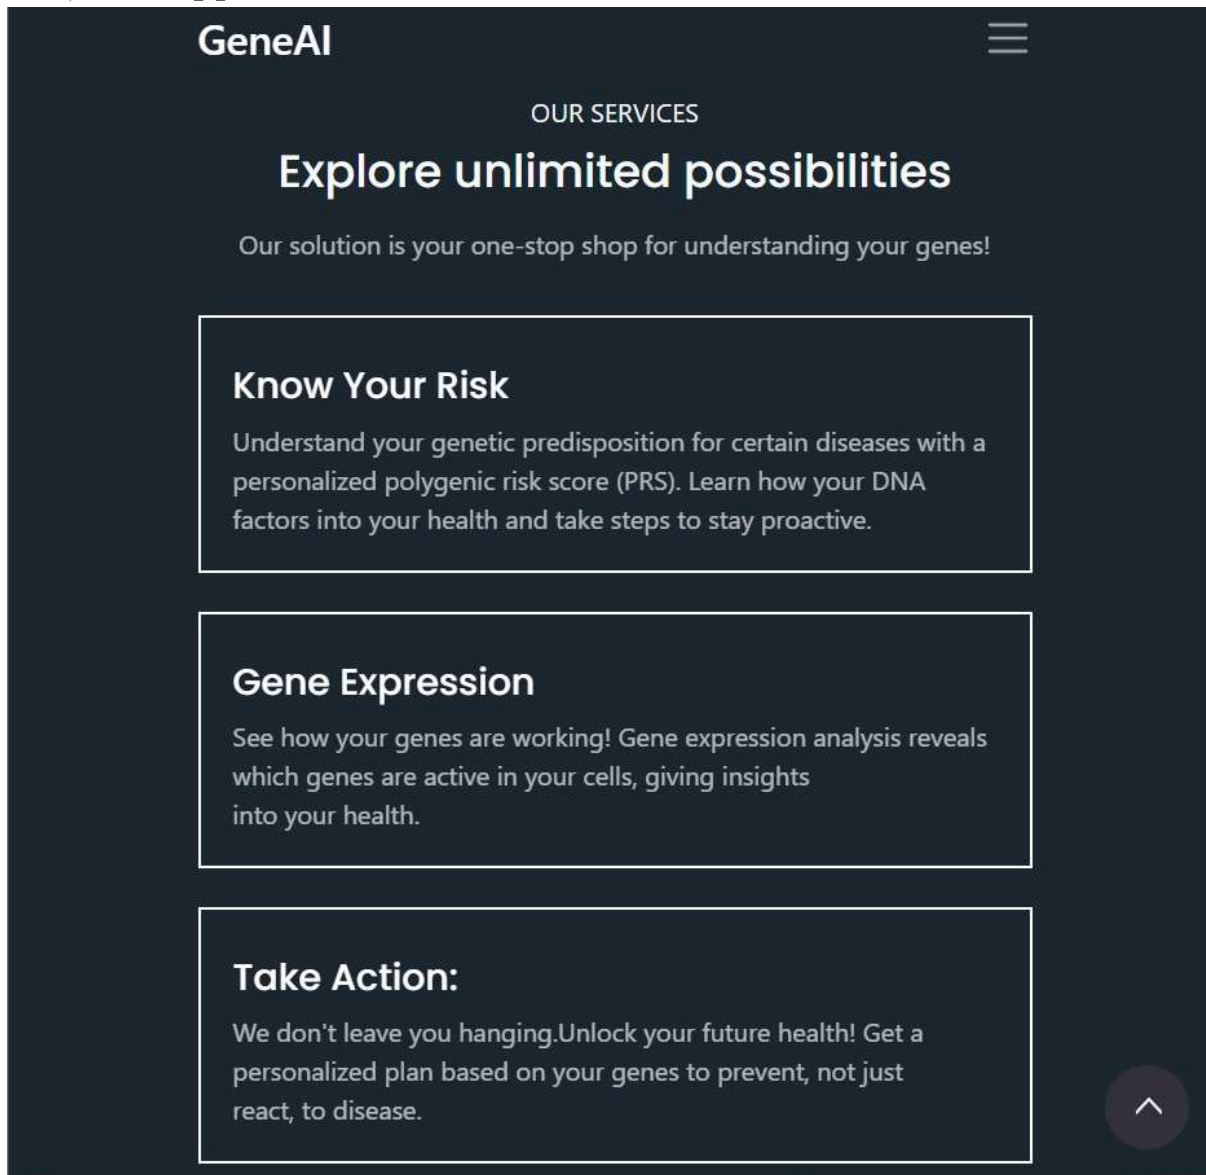 GeneAI
OUR SERVICES
Explore unlimited possibilities
Our solution is your one-stop shop for understanding your genes!
Know Your Risk
Understand your genetic predisposition for certain diseases with a
personalized polygenic risk score (PRS). Learn how your DNA
factors into your health and take steps to stay proactive.
Gene Expression
See how your genes are working! Gene expression analysis reveals
which genes are active in your cells, giving insights
into your health.
Take Action:
We don't leave you hanging.Unlock your future health! Get a
personalized plan based on your genes to prevent, not just
react, to disease.